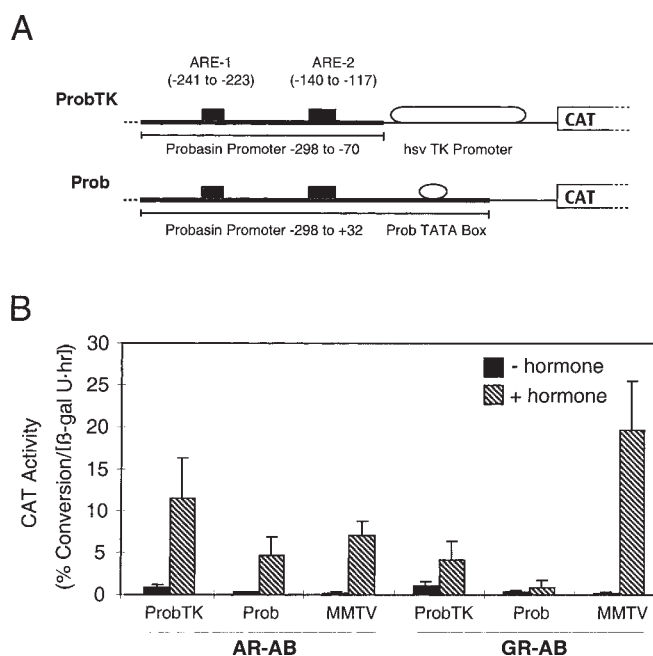 A
ARE-1 ARE-2
(-241 to -223) (-140 to -117)
ProbTK
CAT
Probasin Promoter -298 to -70 hsv TK Promoter
Prob
CAT
Probasin Promoter -298 to +32 Prob TATA Box
B
CAT Activity
(% Conversion/[ß-gal U·hr])
30
25
20
15
10
5
0
- hormone
+ hormone
ProbTK Prob MMTV ProbTK Prob MMTV
AR-AB GR-AB